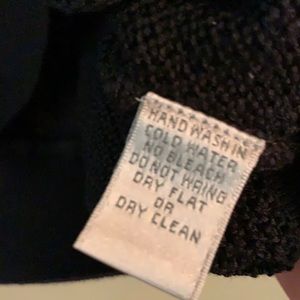 HAND WASH IN
COLD WATER
NO BLEACH
DO NOT WRING
DRY FLAT
OR
DRY CLEAN